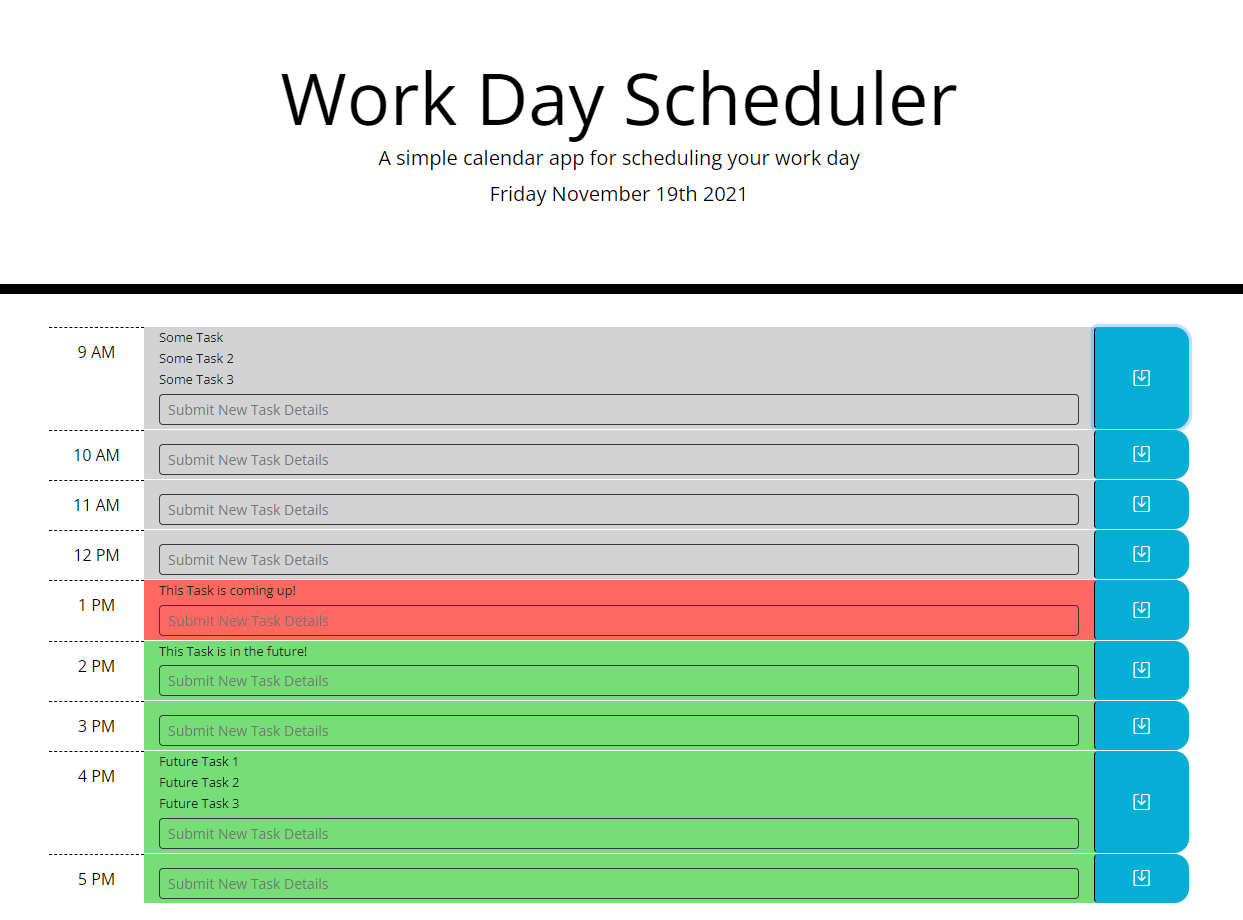 Work Day Scheduler
A simple calendar app for scheduling your work day
Friday November 19th 2021
9 AM
Some Task
Some Task 2
Some Task 3
Submit New Task Details
10 AM
Submit New Task Details
11 AM
Submit New Task Details
12 PM
Submit New Task Details
1 PM
This Task is coming up!
Submit New Task Details
2 PM
This Task is in the future!
Submit New Task Details
3 PM
Submit New Task Details
4 PM
Future Task 1
Future Task 2
Future Task 3
Submit New Task Details
5 PM
Submit New Task Details